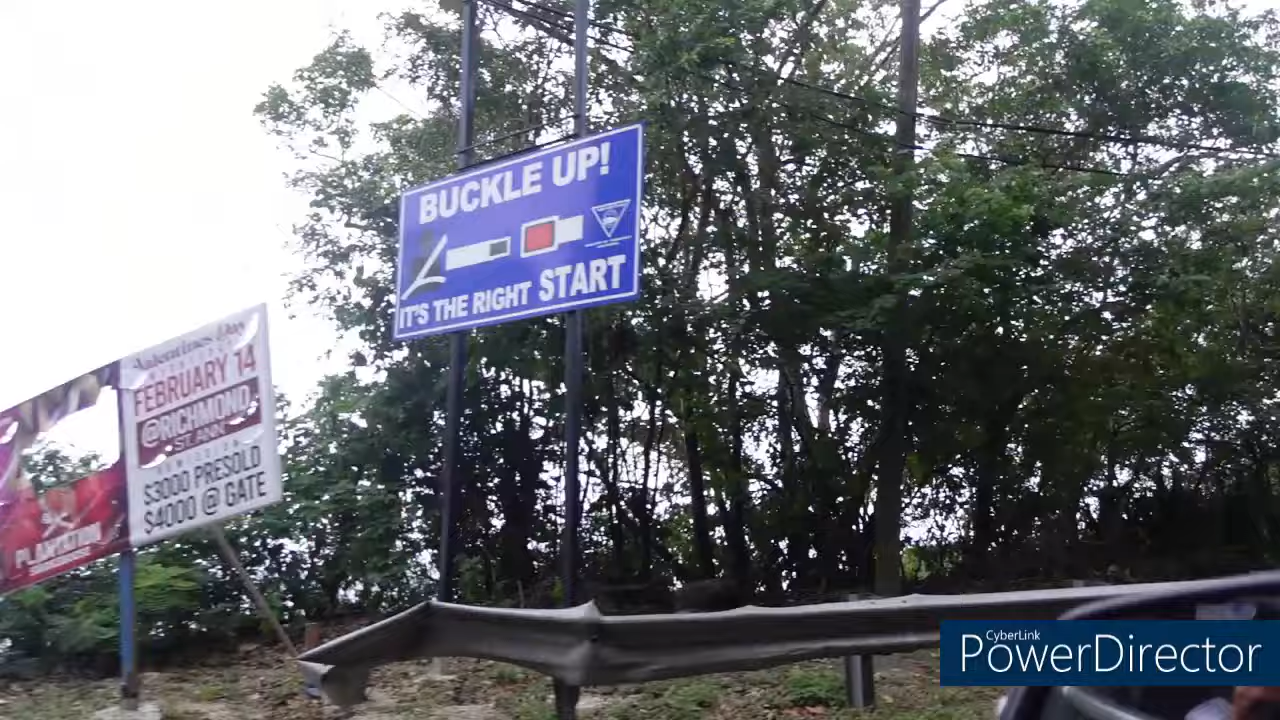 BUCKLE UP!
IT'S THE RIGHT START
Valentines Day
FEBRUARY 14
@RICHMOND
ST. ANN
$3000 PRESOLD
$4000 @ GATE
PLANTATION
CyberLink
PowerDirector